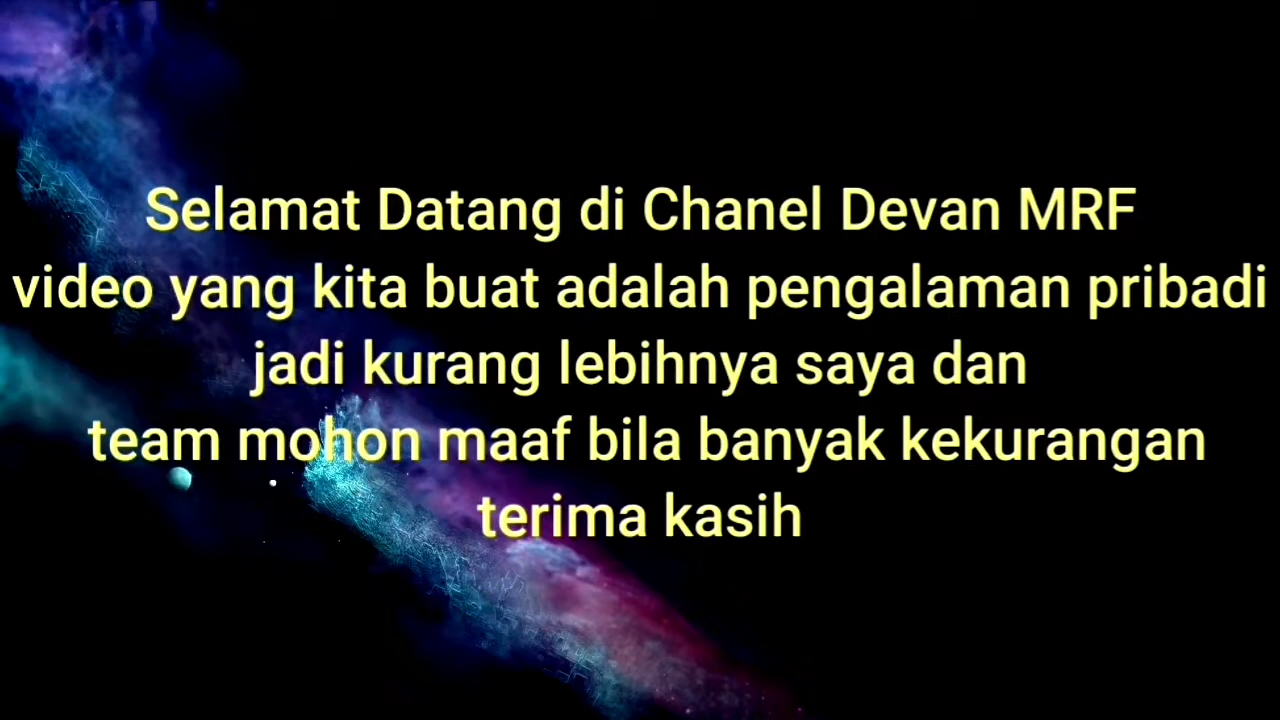 Selamat Datang di Chanel Devan MRF
video yang kita buat adalah pengalaman pribadi
jadi kurang lebihnya saya dan
team mohon maaf bila banyak kekurangan
terima kasih